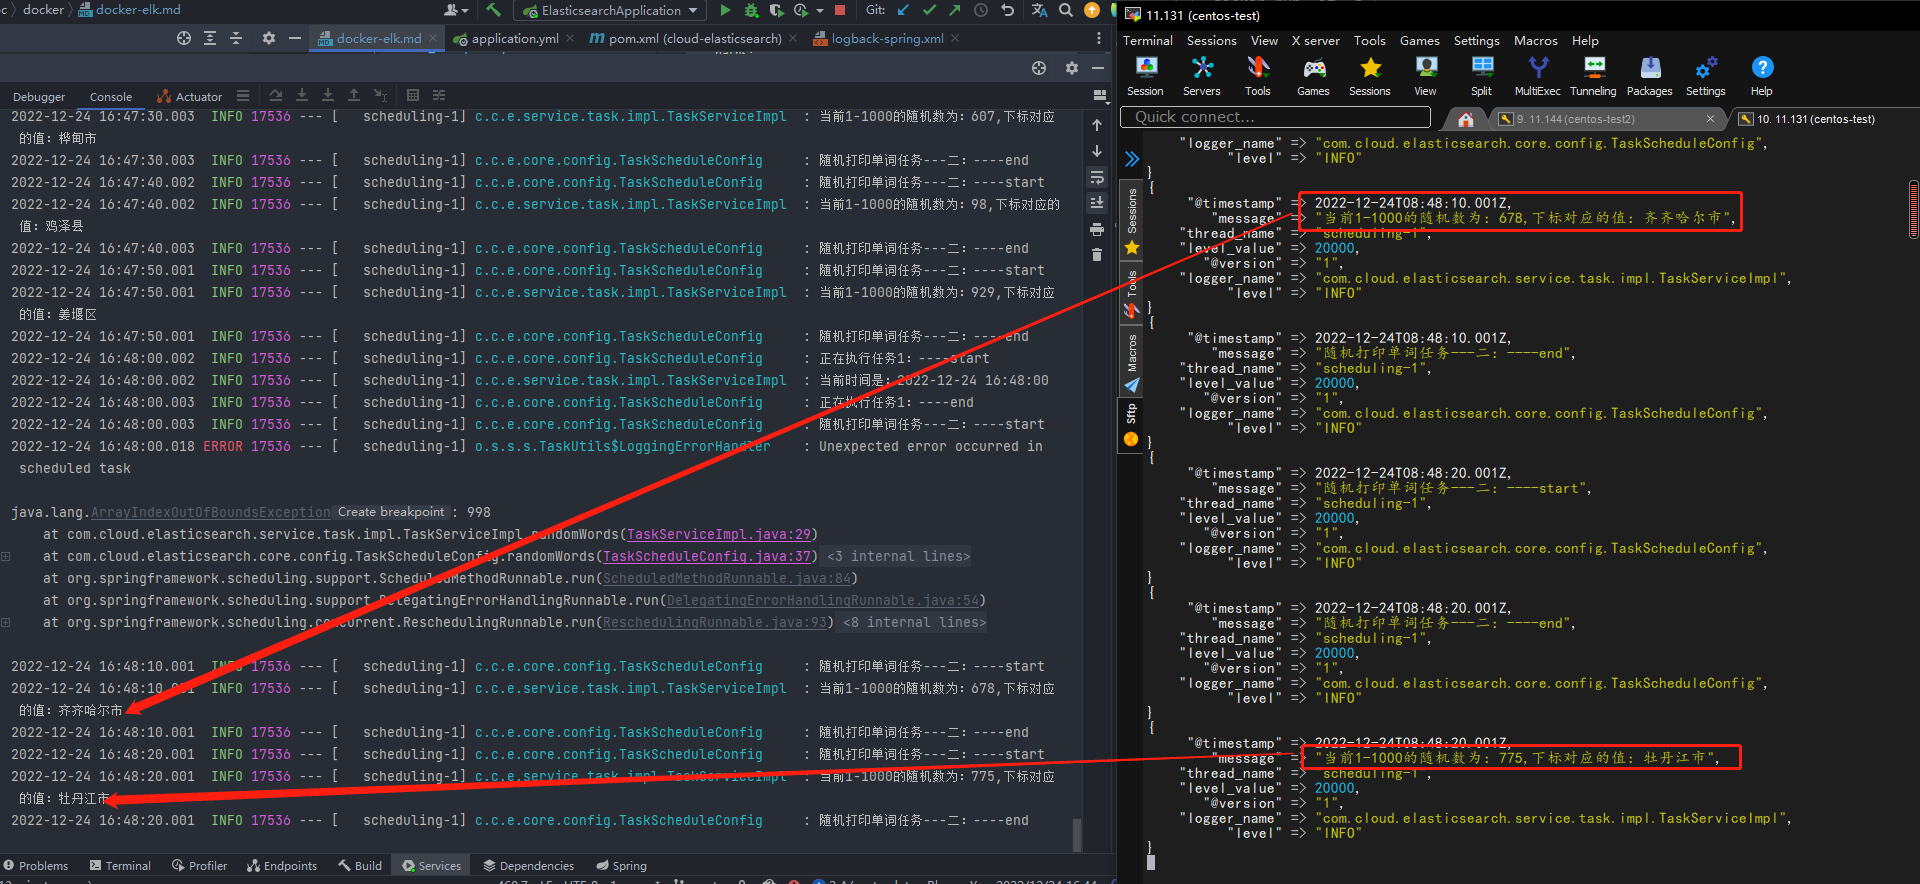 docker
docker-elk.md
ElasticsearchApplication
Git:
docker-elk.md
application.yml
pom.xml (cloud-elasticsearch)
logback-spring.xml
Debugger
Console
Actuator
2022-12-24 16:47:30.003  INFO 17536 --- [   scheduling-1] c.c.e.service.task.impl.TaskServiceImpl  : 当前1-1000的随机数为：607,下标对应
的值：桦甸市
2022-12-24 16:47:30.003  INFO 17536 --- [   scheduling-1] c.c.e.core.config.TaskScheduleConfig     : 随机打印单词任务---二：----end
2022-12-24 16:47:40.002  INFO 17536 --- [   scheduling-1] c.c.e.core.config.TaskScheduleConfig     : 随机打印单词任务---二：----start
2022-12-24 16:47:40.002  INFO 17536 --- [   scheduling-1] c.c.e.service.task.impl.TaskServiceImpl  : 当前1-1000的随机数为：98,下标对应的
值：鸡泽县
2022-12-24 16:47:40.003  INFO 17536 --- [   scheduling-1] c.c.e.core.config.TaskScheduleConfig     : 随机打印单词任务---二：----end
2022-12-24 16:47:50.001  INFO 17536 --- [   scheduling-1] c.c.e.core.config.TaskScheduleConfig     : 随机打印单词任务---二：----start
2022-12-24 16:47:50.001  INFO 17536 --- [   scheduling-1] c.c.e.service.task.impl.TaskServiceImpl  : 当前1-1000的随机数为：929,下标对应
的值：姜堰区
2022-12-24 16:47:50.001  INFO 17536 --- [   scheduling-1] c.c.e.core.config.TaskScheduleConfig     : 随机打印单词任务---二：----end
2022-12-24 16:48:00.002  INFO 17536 --- [   scheduling-1] c.c.e.core.config.TaskScheduleConfig     : 正在执行任务1：----start
2022-12-24 16:48:00.002  INFO 17536 --- [   scheduling-1] c.c.e.service.task.impl.TaskServiceImpl  : 当前时间是：2022-12-24 16:48:00
2022-12-24 16:48:00.003  INFO 17536 --- [   scheduling-1] c.c.e.core.config.TaskScheduleConfig     : 正在执行任务1：----end
2022-12-24 16:48:00.003  INFO 17536 --- [   scheduling-1] c.c.e.core.config.TaskScheduleConfig     : 随机打印单词任务---二：----start
2022-12-24 16:48:00.018 ERROR 17536 --- [   scheduling-1] o.s.s.s.TaskUtils$LoggingErrorHandler    : Unexpected error occurred in
scheduled task
java.lang.ArrayIndexOutOfBoundsException Create breakpoint : 998
at com.cloud.elasticsearch.service.task.impl.TaskServiceImpl.randomWords(TaskServiceImpl.java:29)
at com.cloud.elasticsearch.core.config.TaskScheduleConfig.randomWords(TaskScheduleConfig.java:37) <3 internal lines>
at org.springframework.scheduling.support.ScheduledMethodRunnable.run(ScheduledMethodRunnable.java:84)
at org.springframework.scheduling.support.DelegatingErrorHandlingRunnable.run(DelegatingErrorHandlingRunnable.java:54)
at org.springframework.scheduling.concurrent.ReschedulingRunnable.run(ReschedulingRunnable.java:93) <8 internal lines>
2022-12-24 16:48:10.001  INFO 17536 --- [   scheduling-1] c.c.e.core.config.TaskScheduleConfig     : 随机打印单词任务---二：----start
2022-12-24 16:48:10.001  INFO 17536 --- [   scheduling-1] c.c.e.service.task.impl.TaskServiceImpl  : 当前1-1000的随机数为：678,下标对应
的值：齐齐哈尔市
2022-12-24 16:48:10.001  INFO 17536 --- [   scheduling-1] c.c.e.core.config.TaskScheduleConfig     : 随机打印单词任务---二：----end
2022-12-24 16:48:20.001  INFO 17536 --- [   scheduling-1] c.c.e.core.config.TaskScheduleConfig     : 随机打印单词任务---二：----start
2022-12-24 16:48:20.001  INFO 17536 --- [   scheduling-1] c.c.e.service.task.impl.TaskServiceImpl  : 当前1-1000的随机数为：775,下标对应
的值：牡丹江市
2022-12-24 16:48:20.001  INFO 17536 --- [   scheduling-1] c.c.e.core.config.TaskScheduleConfig     : 随机打印单词任务---二：----end
Problems
Terminal
Profiler
Endpoints
Build
Services
Dependencies
Spring
11.131 (centos-test)
Terminal Sessions View X server Tools Games Settings Macros Help
Session Servers Tools Games Sessions View Split MultiExec Tunneling Packages Settings Help
Quick connect...
9. 11.144 (centos-test2)
10. 11.131 (centos-test)
Sessions
Tools
Macros
Sftp
"logger_name" => "com.cloud.elasticsearch.core.config.TaskScheduleConfig",
"level" => "INFO"
}
{
"@timestamp" => 2022-12-24T08:48:10.001Z,
"message" => "当前1-1000的随机数为：678,下标对应的值：齐齐哈尔市",
"thread_name" => "scheduling-1",
"level_value" => 20000,
"@version" => "1",
"logger_name" => "com.cloud.elasticsearch.service.task.impl.TaskServiceImpl",
"level" => "INFO"
}
{
"@timestamp" => 2022-12-24T08:48:10.001Z,
"message" => "随机打印单词任务---二：----end",
"thread_name" => "scheduling-1",
"level_value" => 20000,
"@version" => "1",
"logger_name" => "com.cloud.elasticsearch.core.config.TaskScheduleConfig",
"level" => "INFO"
}
{
"@timestamp" => 2022-12-24T08:48:20.001Z,
"message" => "随机打印单词任务---二：----start",
"thread_name" => "scheduling-1",
"level_value" => 20000,
"@version" => "1",
"logger_name" => "com.cloud.elasticsearch.core.config.TaskScheduleConfig",
"level" => "INFO"
}
{
"@timestamp" => 2022-12-24T08:48:20.001Z,
"message" => "随机打印单词任务---二：----end",
"thread_name" => "scheduling-1",
"level_value" => 20000,
"@version" => "1",
"logger_name" => "com.cloud.elasticsearch.core.config.TaskScheduleConfig",
"level" => "INFO"
}
{
"@timestamp" => 2022-12-24T08:48:20.001Z,
"message" => "当前1-1000的随机数为：775,下标对应的值：牡丹江市",
"thread_name" => "scheduling-1",
"level_value" => 20000,
"@version" => "1",
"logger_name" => "com.cloud.elasticsearch.service.task.impl.TaskServiceImpl",
"level" => "INFO"
}